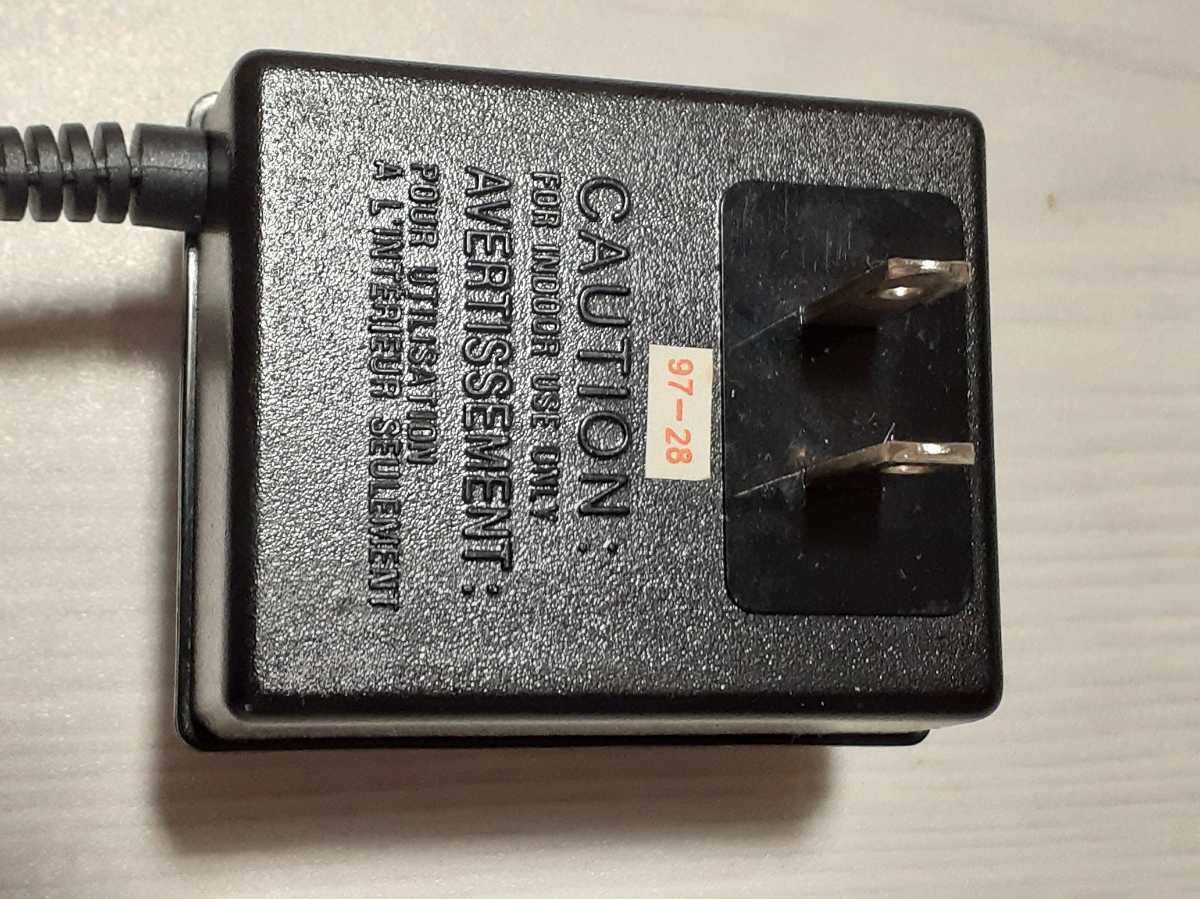 97-28
CAUTION:
FOR INDOOR USE ONLY
AVERTISSEMENT:
POUR UTILISATION
A L'INTERIEUR SEULEMENT